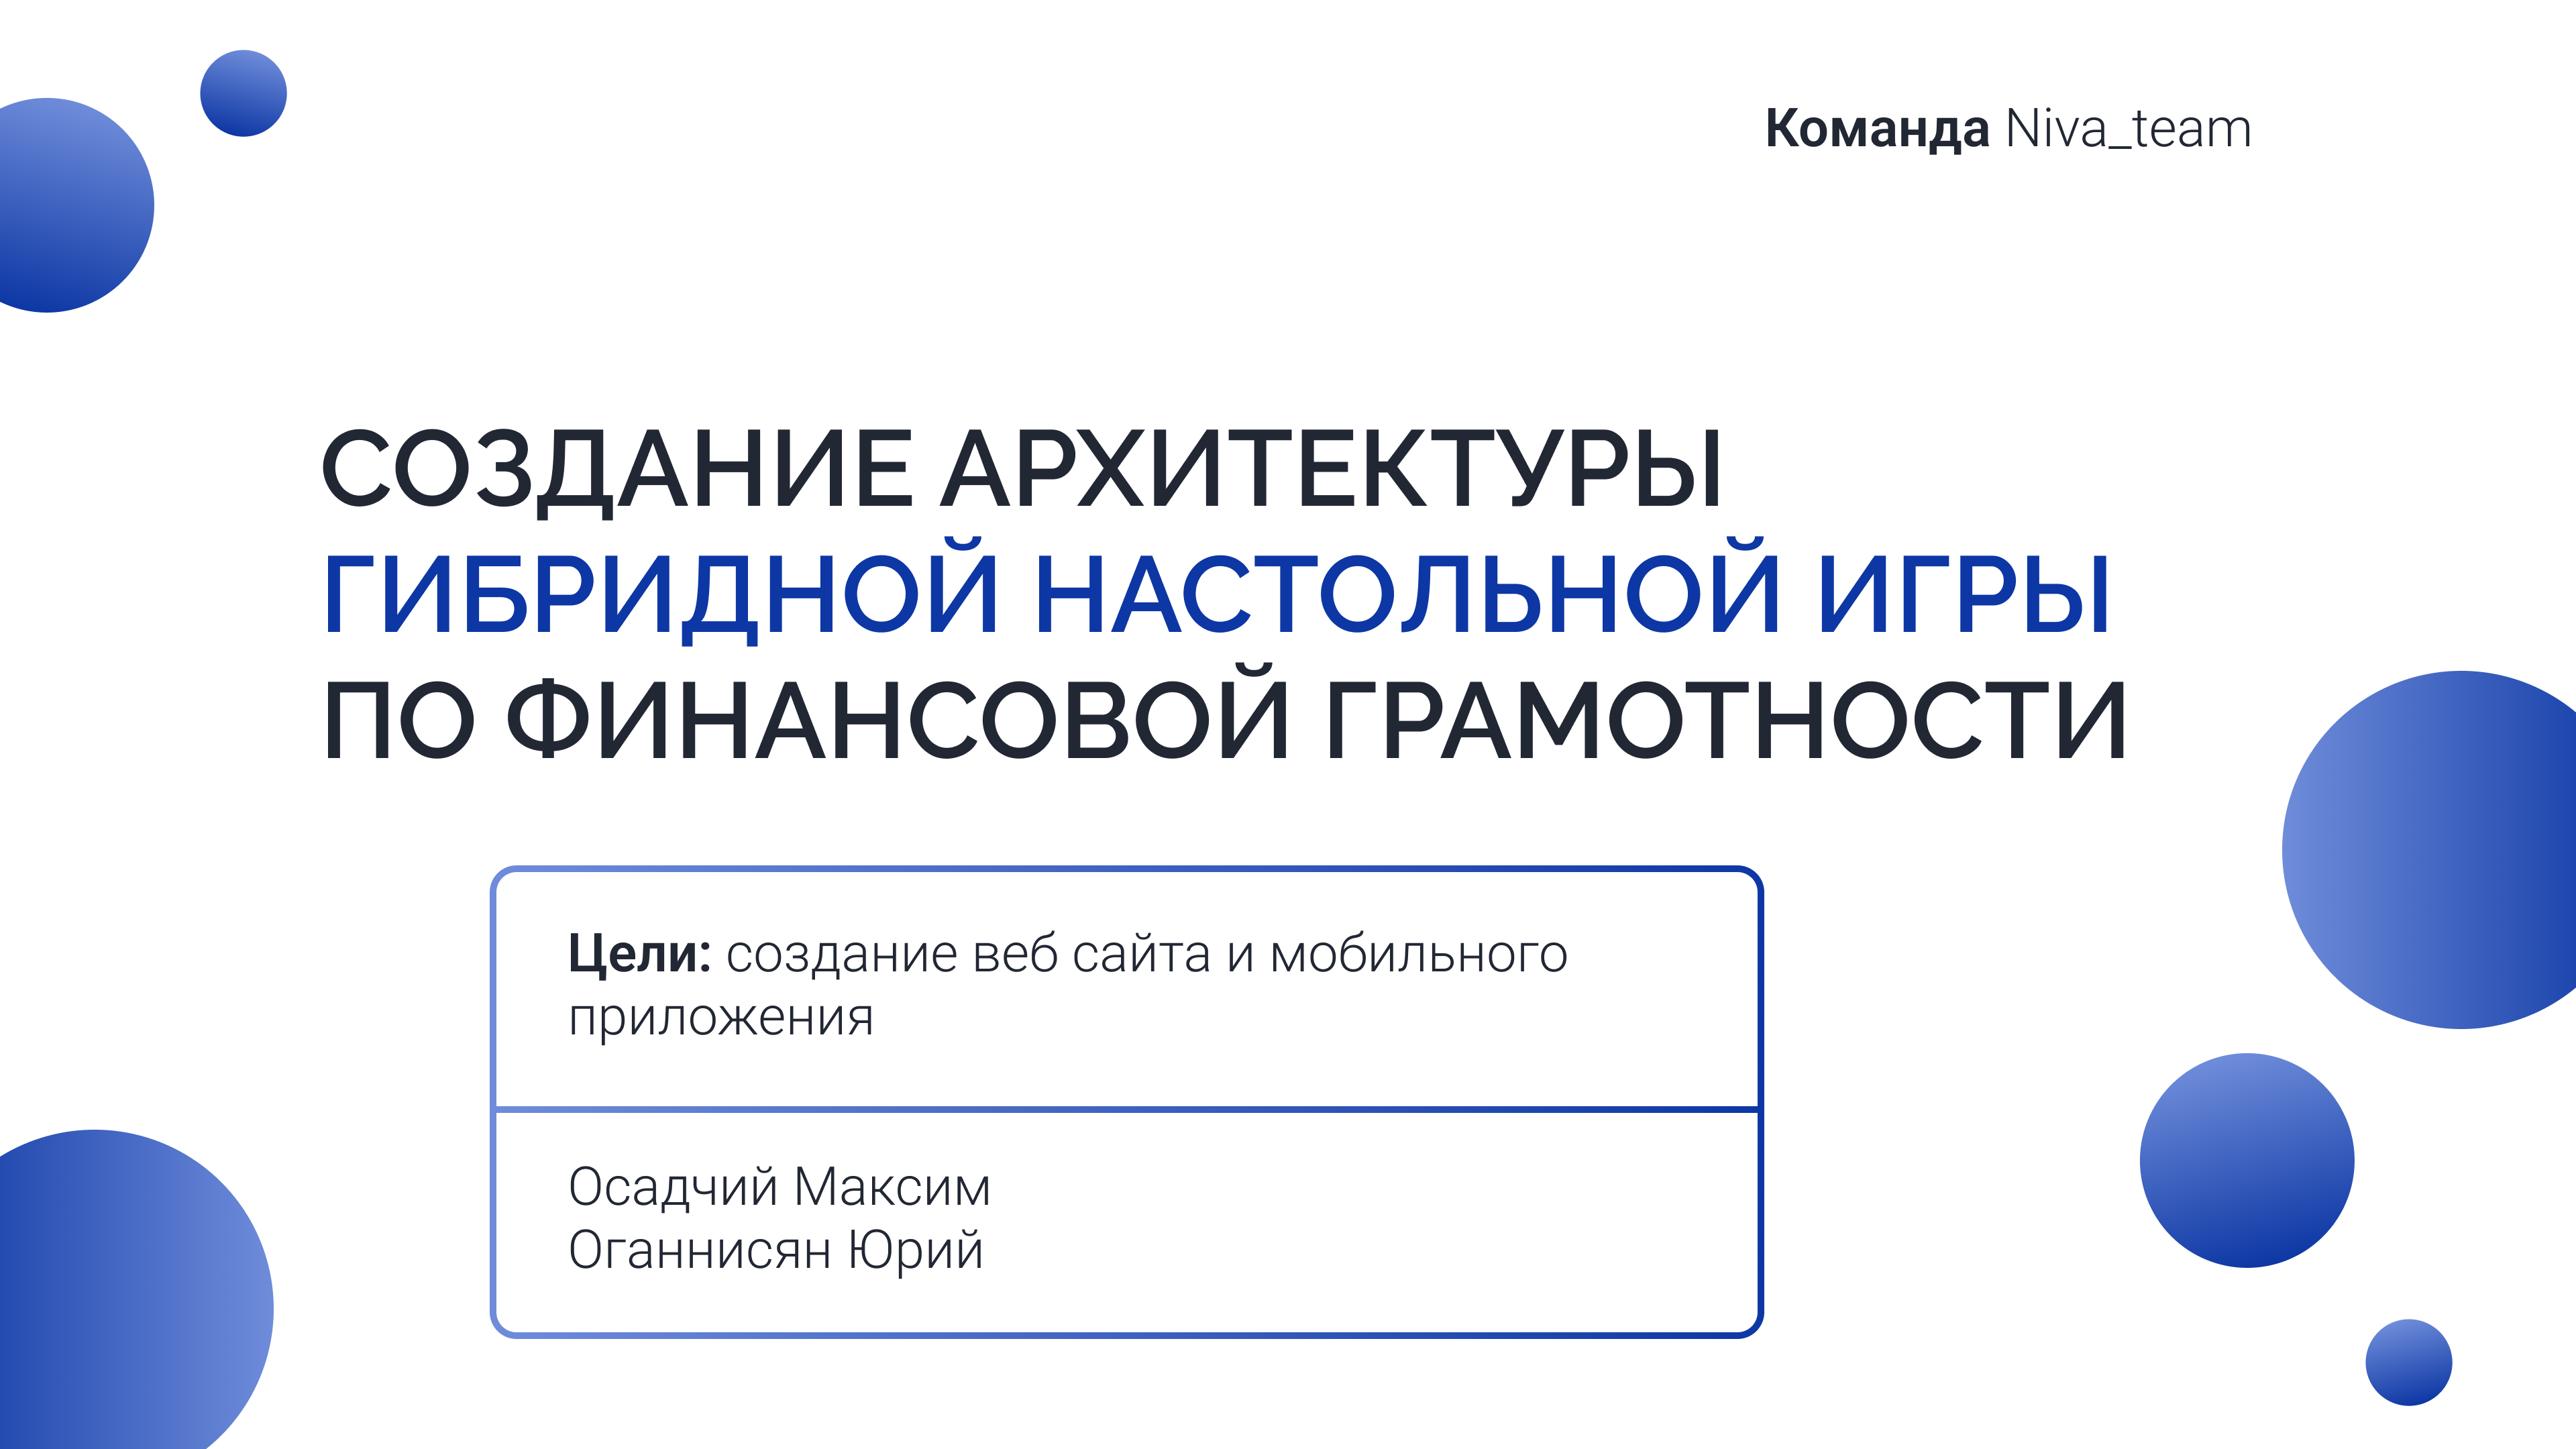 Команда Niva_team
СОЗДАНИЕ АРХИТЕКТУРЫ
ГИБРИДНОЙ НАСТОЛЬНОЙ ИГРЫ
ПО ФИНАНСОВОЙ ГРАМОТНОСТИ
Цели: создание веб сайта и мобильного
приложения
Осадчий Максим
Оганнисян Юрий